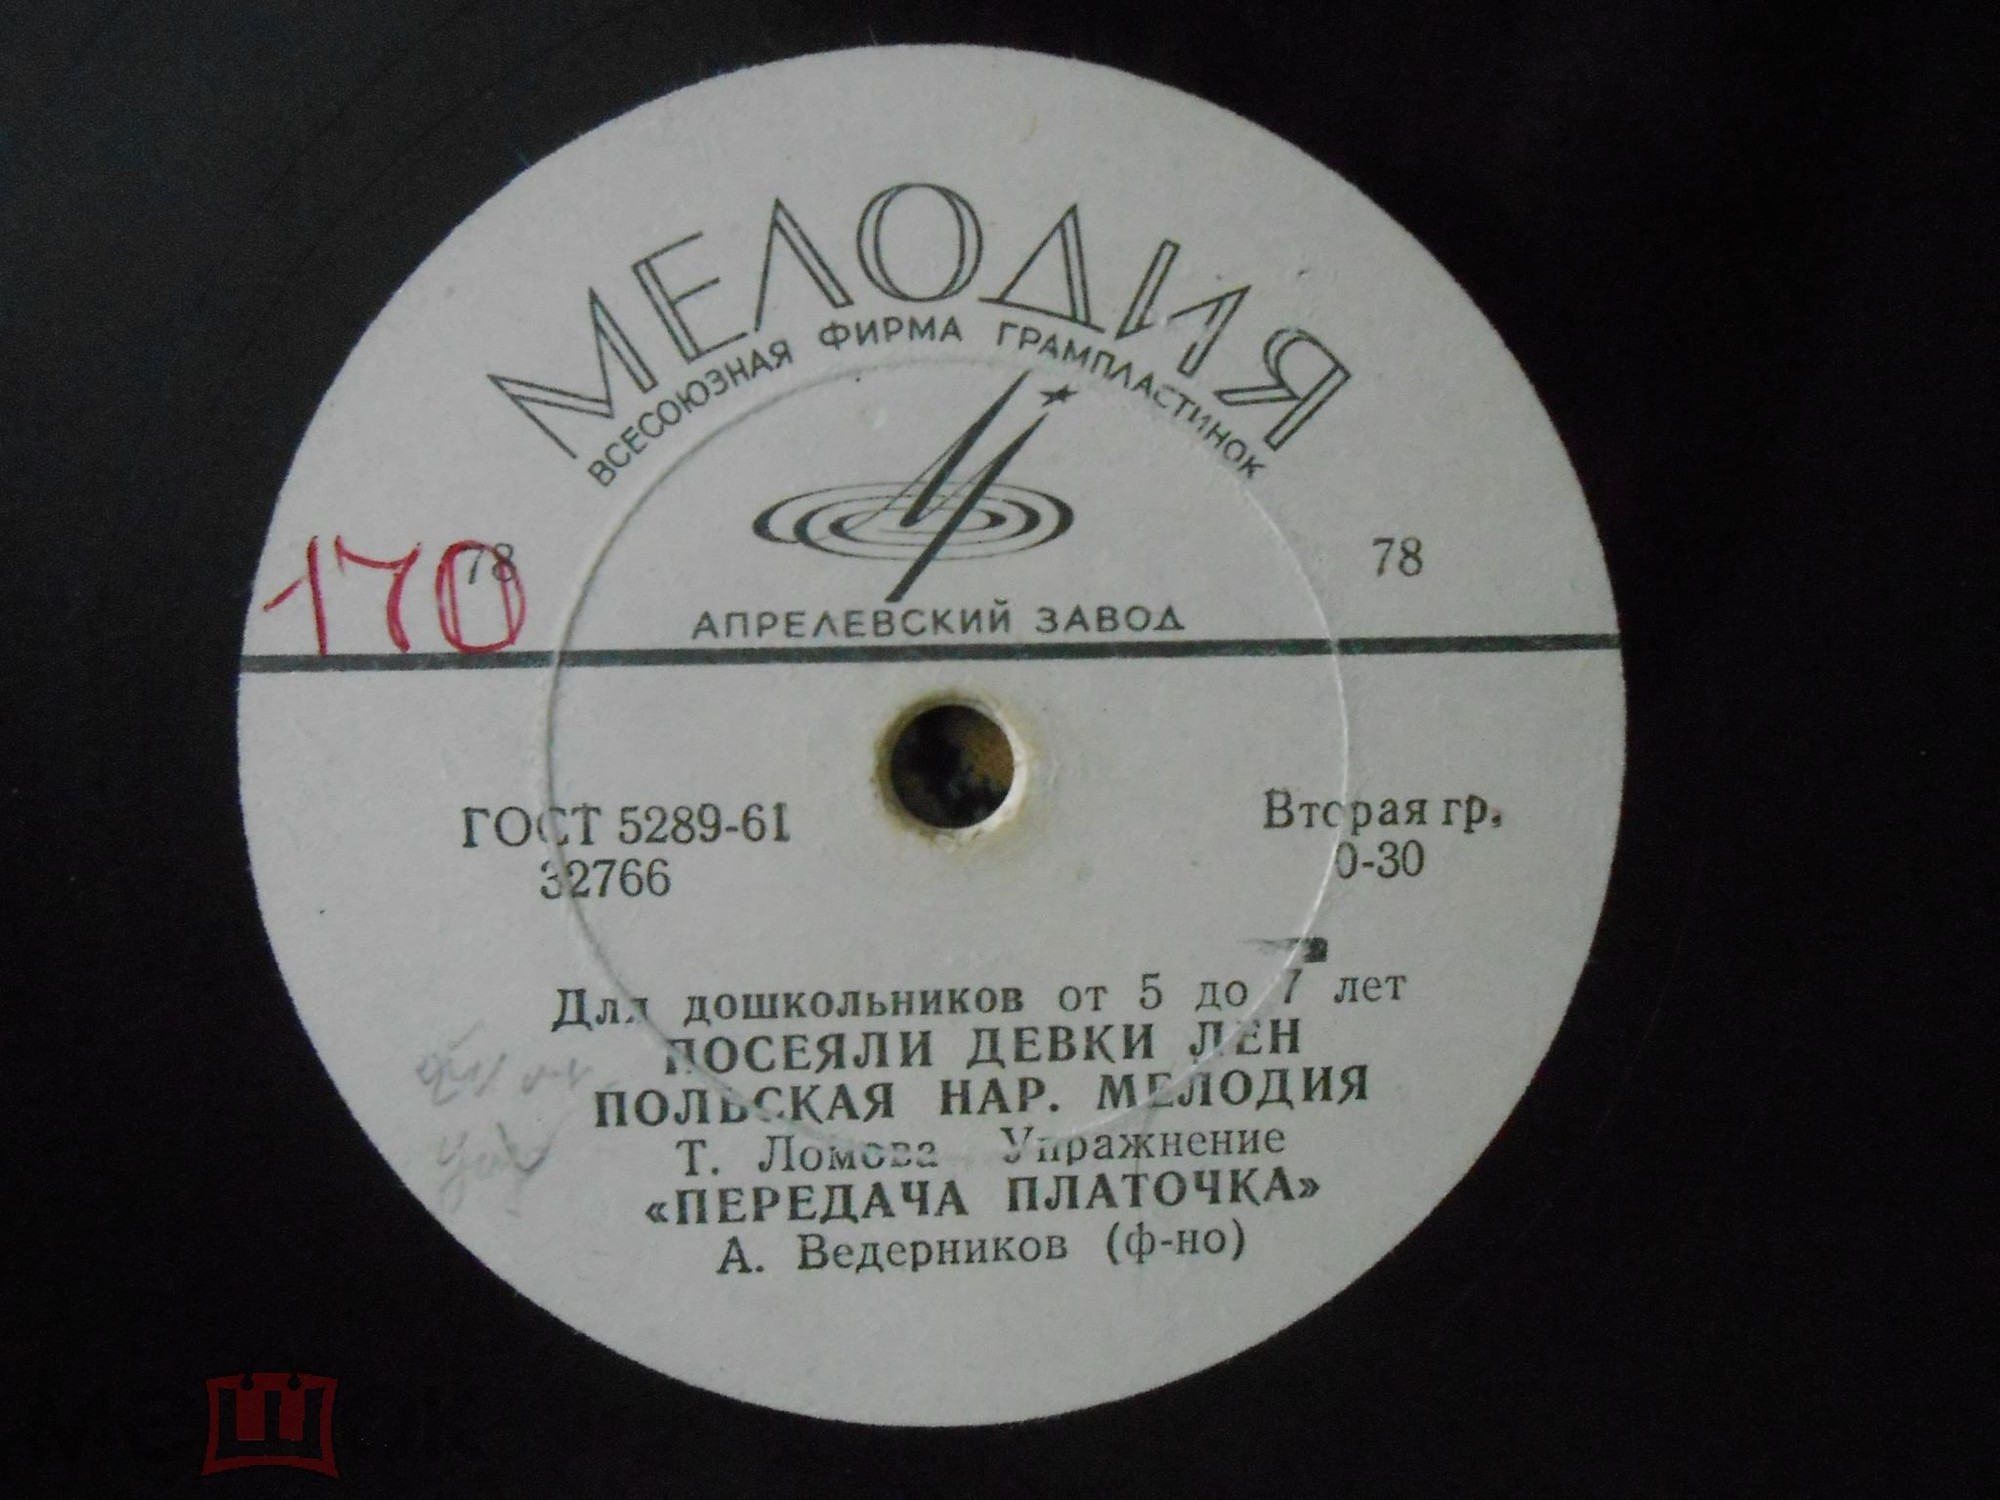 МЕЛОДИЯ
ВСЕСОЮЗНАЯ ФИРМА ГРАМПЛАСТИНОК
170
78 78
АПРЕЛЕВСКИЙ ЗАВОД
ГОСТ 5289-61 Вторая гр.
32766 0-30
Для дошкольников от 5 до 7 лет
ПОСЕЯЛИ ДЕВКИ ЛЕН
ПОЛЬСКАЯ НАР. МЕЛОДИЯ
Т. Ломова Упражнение
«ПЕРЕДАЧА ПЛАТОЧКА»
А. Ведерников (ф-но)